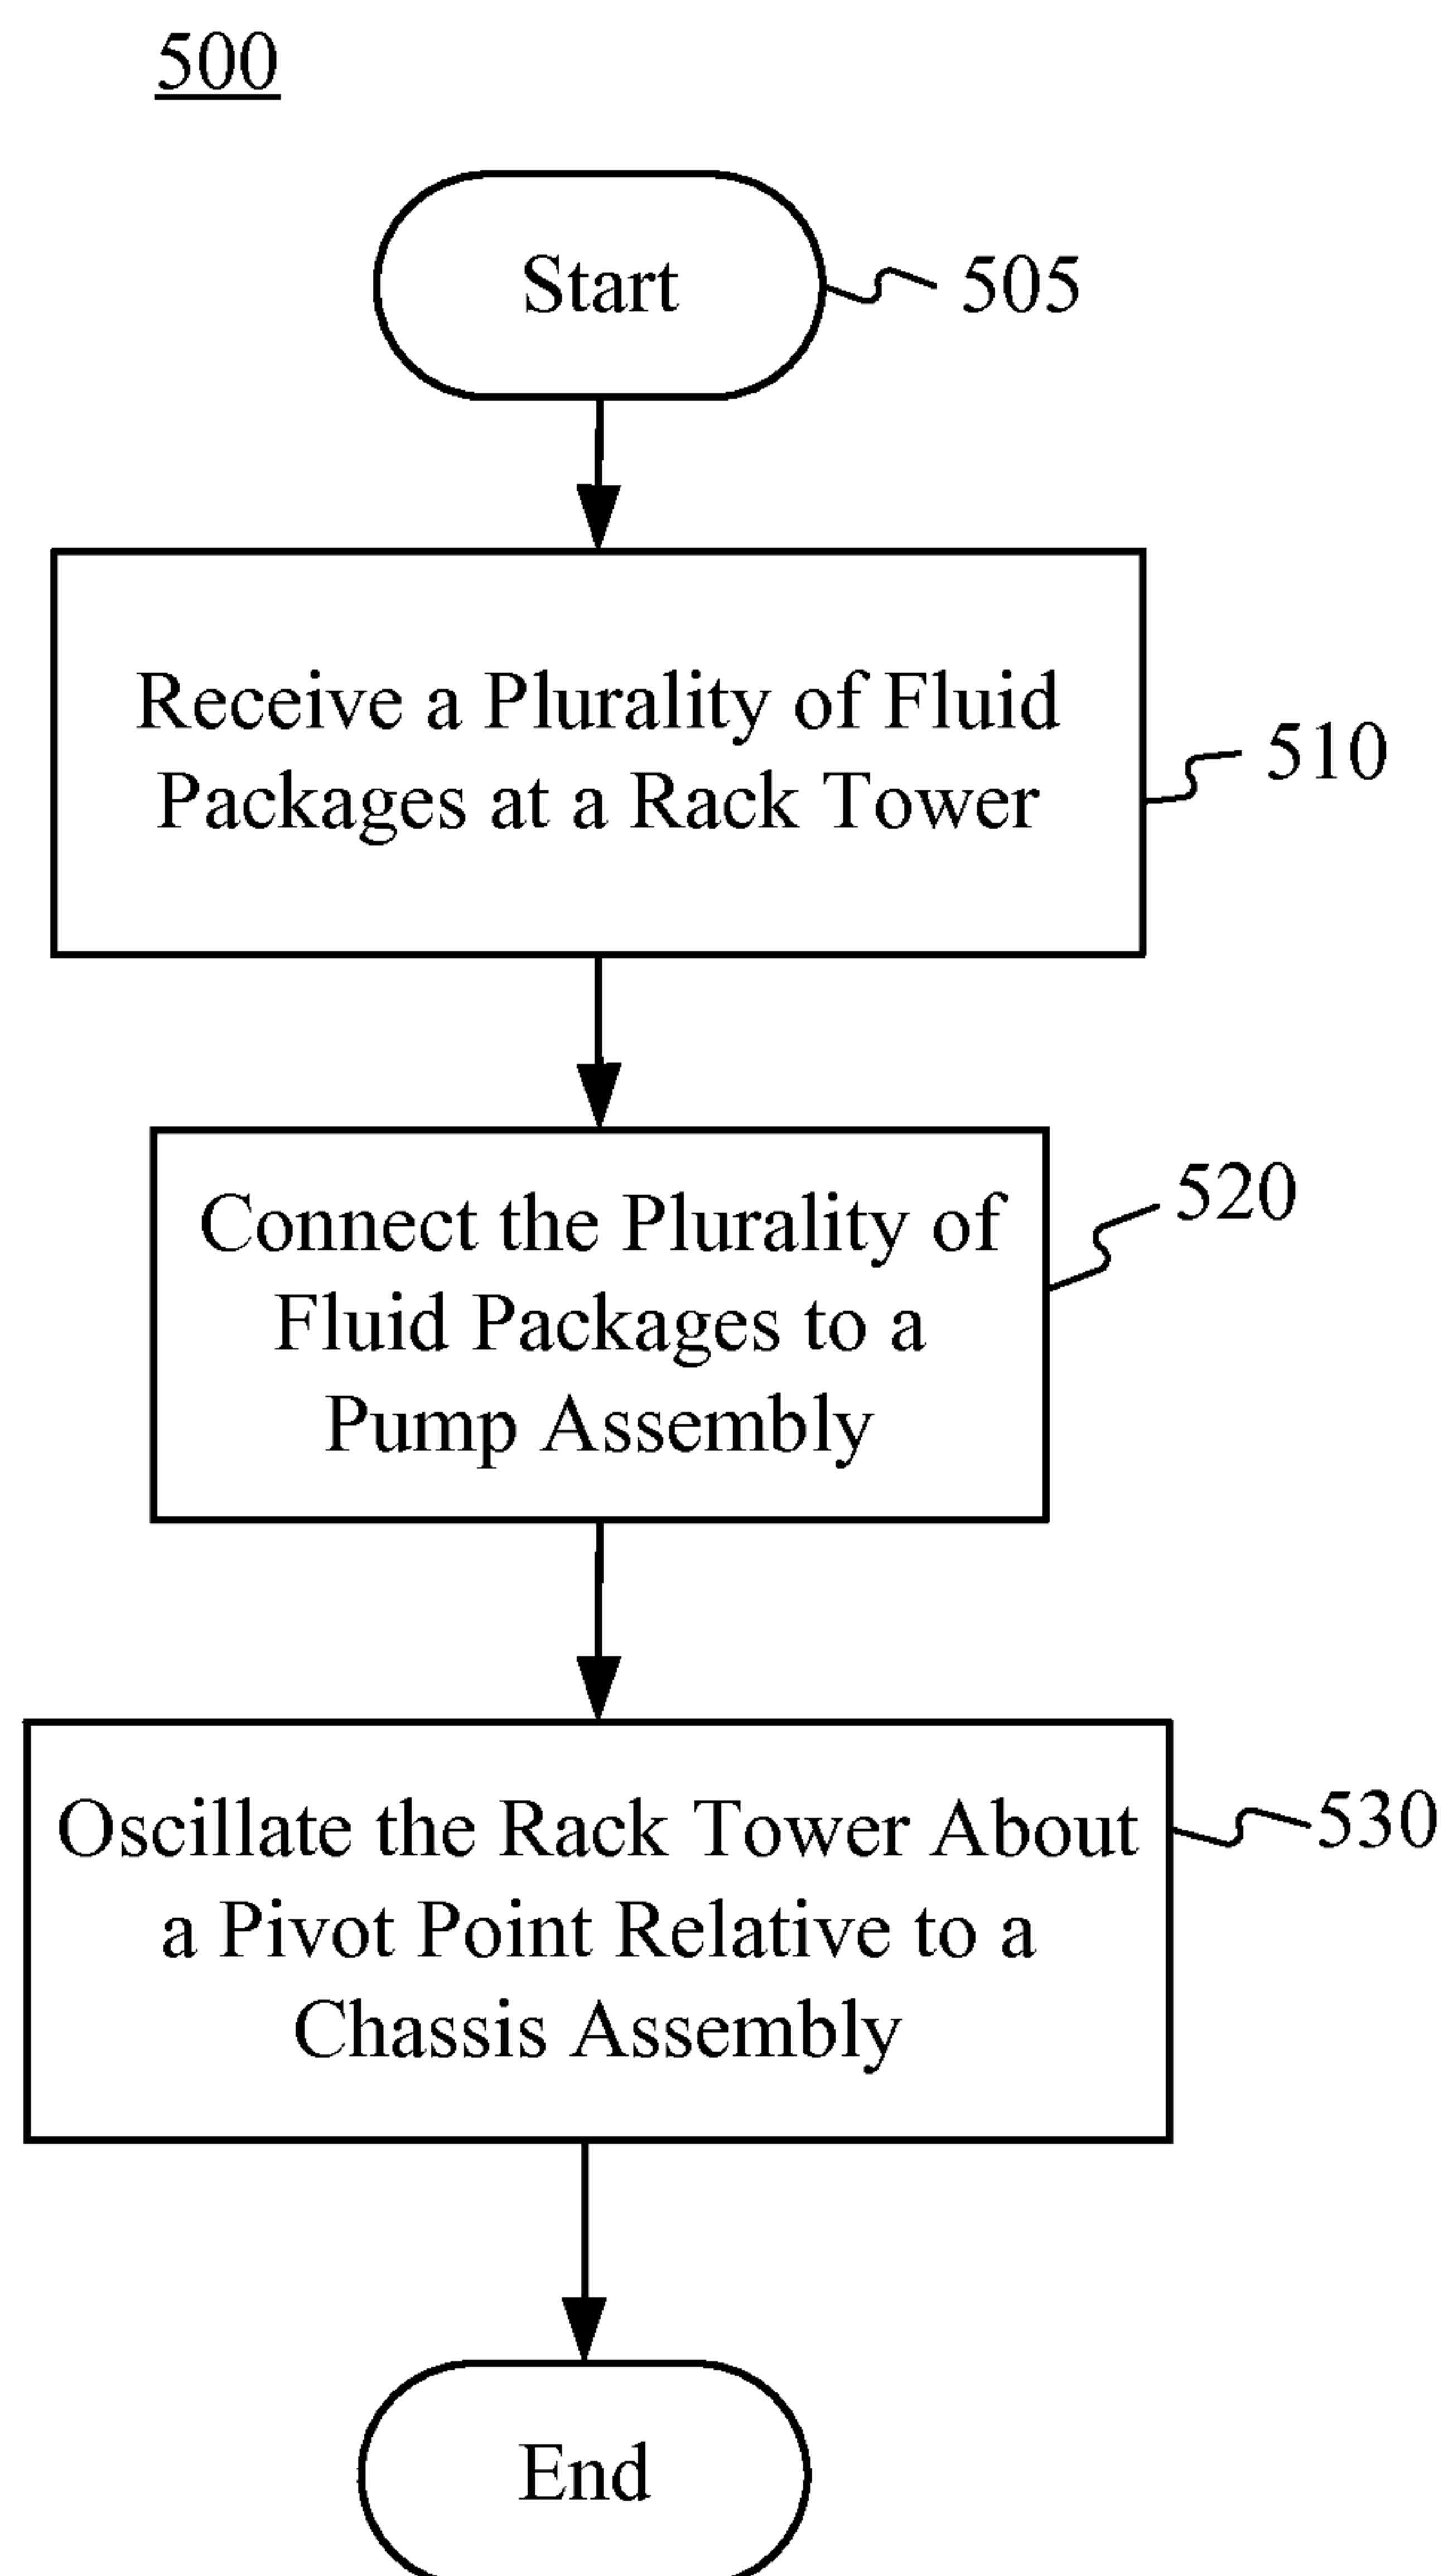 500
Start
505
Receive a Plurality of Fluid
Packages at a Rack Tower
510
Connect the Plurality of
Fluid Packages to a
Pump Assembly
520
Oscillate the Rack Tower About
a Pivot Point Relative to a
Chassis Assembly
530
End